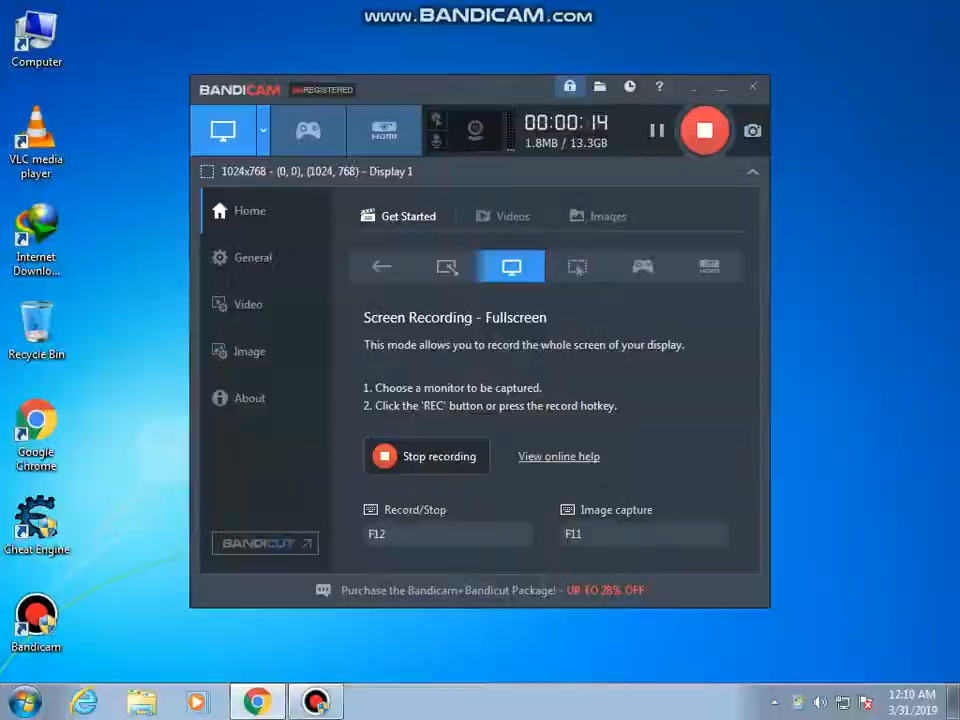 www.BANDICAM.com
Computer
VLC media
player
Internet
Downlo...
Recycle Bin
Google
Chrome
Cheat Engine
Bandicam
BANDICAM UNREGISTERED
?
HDMI
00:00:14
1.8MB / 13.3GB
1024x768 - (0, 0), (1024, 768) - Display 1
Home
General
Video
Image
About
BANDICUT
Get Started
Videos
Images
HDMI
Screen Recording - Fullscreen
This mode allows you to record the whole screen of your display.
1. Choose a monitor to be captured.
2. Click the 'REC' button or press the record hotkey.
Stop recording
View online help
Record/Stop
F12
Image capture
F11
Purchase the Bandicam+Bandicut Package! - UP TO 28% OFF
12:10 AM
3/31/2019